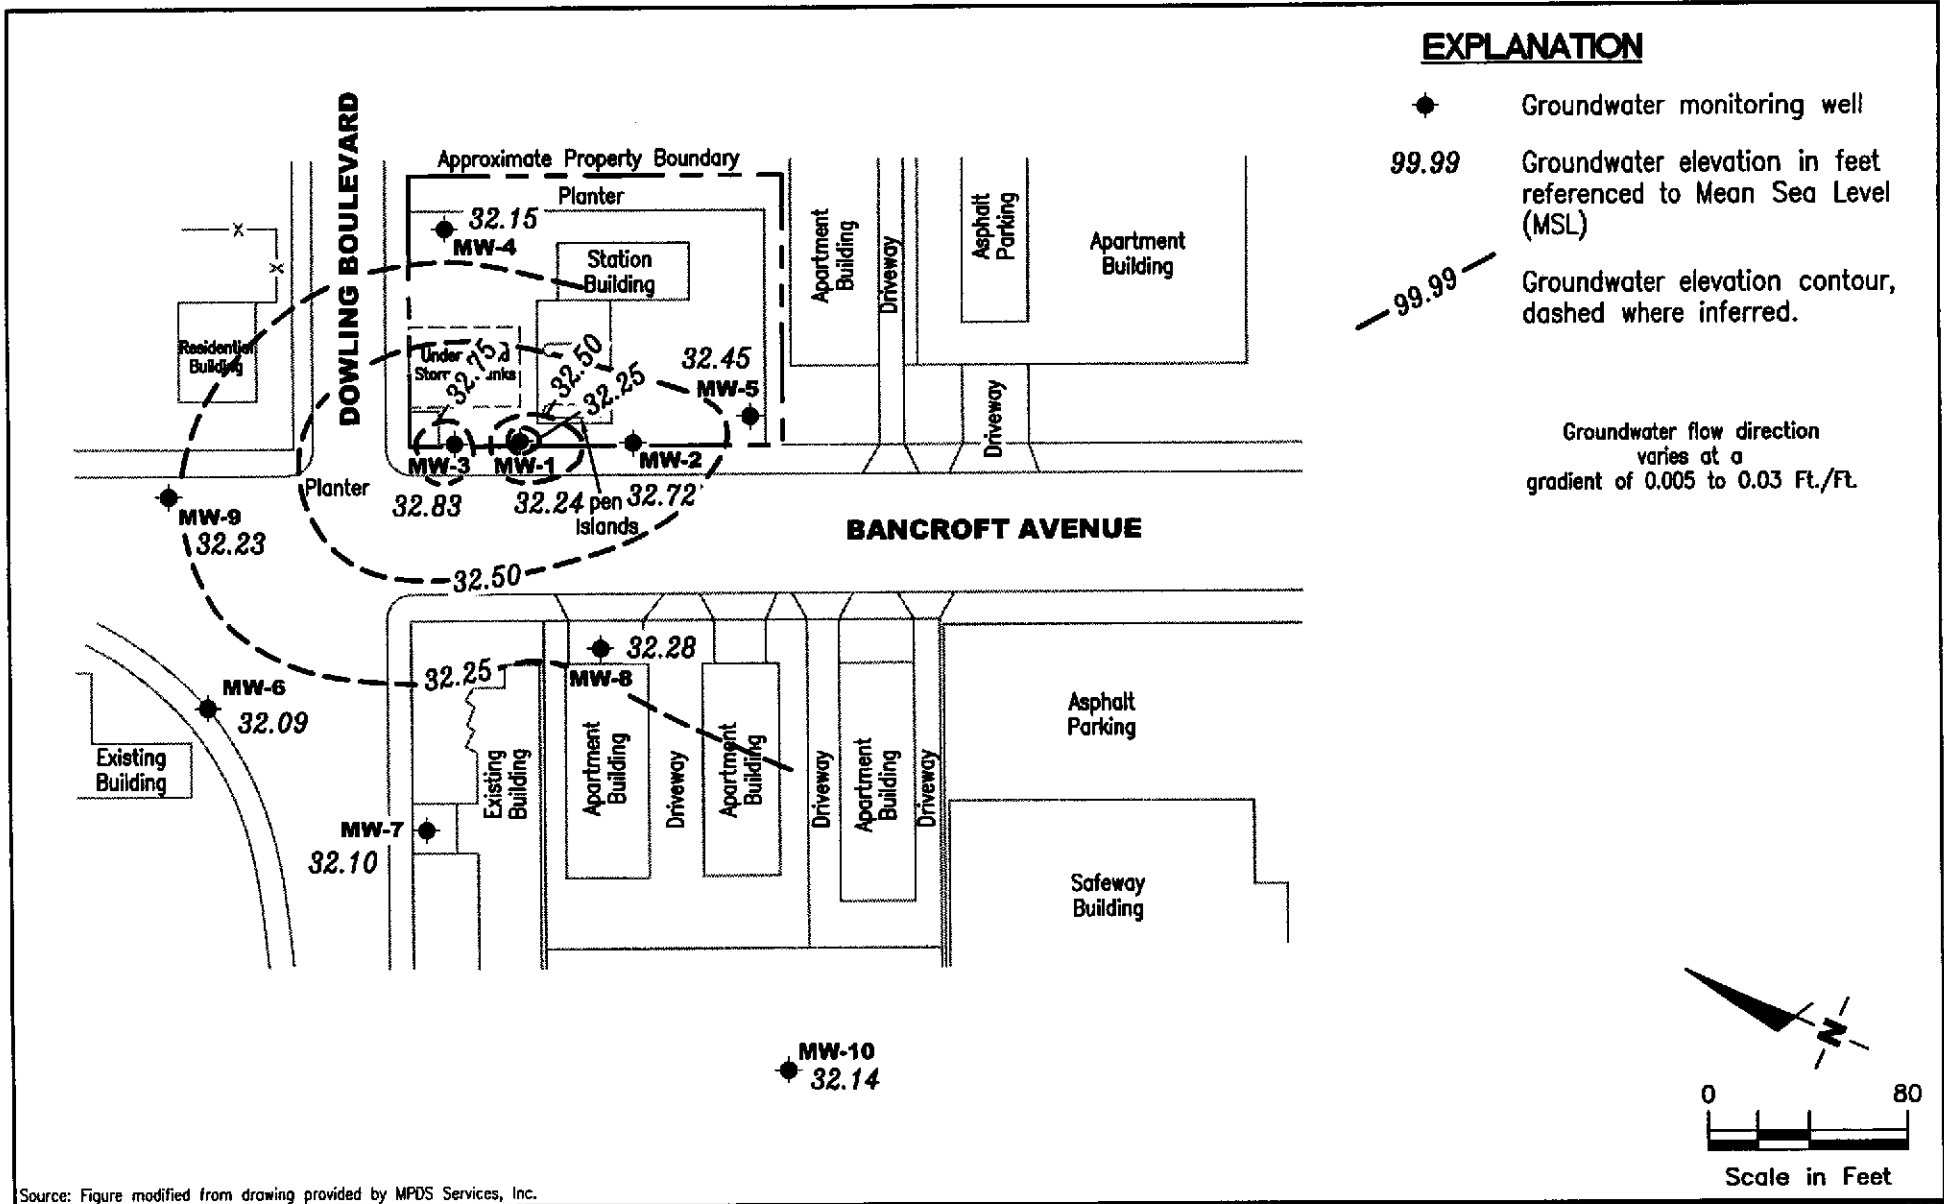 EXPLANATION
Groundwater monitoring well
99.99
Groundwater elevation in feet
referenced to Mean Sea Level
(MSL)
99.99
Groundwater elevation contour,
dashed where inferred.
Groundwater flow direction
varies at a
gradient of 0.005 to 0.03 Ft./Ft.
DOWLING BOULEVARD
Approximate Property Boundary
Planter
32.15
MW-4
Station
Building
Apartment
Building
Driveway
Asphalt
Parking
Apartment
Building
Driveway
x
x
Residential
Building
Under
Stor
nks
32.75
32.50
32.25
32.45
MW-5
MW-3
MW-1
MW-2
32.83
32.24
32.72
pen
Islands
Planter
MW-9
32.23
BANCROFT AVENUE
32.50
32.25
32.28
MW-8
MW-6
32.09
Existing
Building
MW-7
32.10
Existing
Building
Apartment
Building
Driveway
Apartment
Building
Driveway
Apartment
Building
Driveway
Asphalt
Parking
Safeway
Building
MW-10
32.14
N
0 80
Scale in Feet
Source: Figure modified from drawing provided by MPDS Services, Inc.